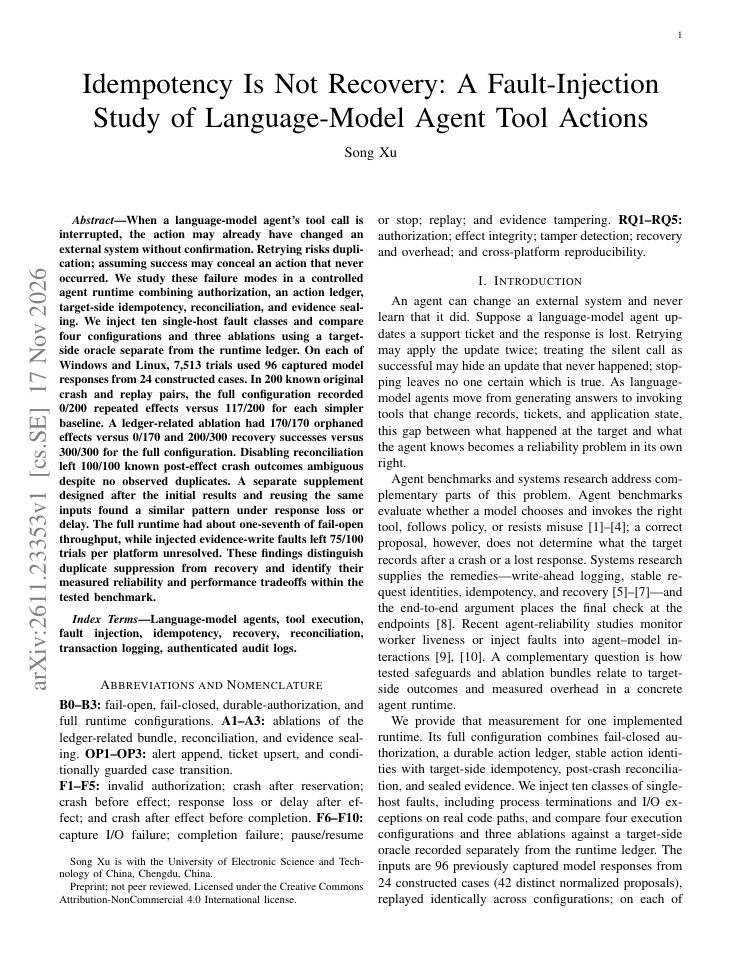 1
Idempotency Is Not Recovery: A Fault-Injection
Study of Language-Model Agent Tool Actions
Song Xu
arXiv:2611.23353v1 [cs.SE] 17 Nov 2026
Abstract—When a language-model agent's tool call is
interrupted, the action may already have changed an
external system without confirmation. Retrying risks dupli-
cation; assuming success may conceal an action that never
occurred. We study these failure modes in a controlled
agent runtime combining authorization, an action ledger,
target-side idempotency, reconciliation, and evidence seal-
ing. We inject ten single-host fault classes and compare
four configurations and three ablations using a target-
side oracle separate from the runtime ledger. On each of
Windows and Linux, 7,513 trials used 96 captured model
responses from 24 constructed cases. In 200 known original
crash and replay pairs, the full configuration recorded
0/200 repeated effects versus 117/200 for each simpler
baseline. A ledger-related ablation had 170/170 orphaned
effects versus 0/170 and 200/300 recovery successes versus
300/300 for the full configuration. Disabling reconciliation
left 100/100 known post-effect crash outcomes ambiguous
despite no observed duplicates. A separate supplement
designed after the initial results and reusing the same
inputs found a similar pattern under response loss or
delay. The full runtime had about one-seventh of fail-open
throughput, while injected evidence-write faults left 75/100
trials per platform unresolved. These findings distinguish
duplicate suppression from recovery and identify their
measured reliability and performance tradeoffs within the
tested benchmark.
Index Terms—Language-model agents, tool execution,
fault injection, idempotency, recovery, reconciliation,
transaction logging, authenticated audit logs.
ABBREVIATIONS AND NOMENCLATURE
B0–B3: fail-open, fail-closed, durable-authorization, and
full runtime configurations. A1–A3: ablations of the
ledger-related bundle, reconciliation, and evidence seal-
ing. OP1–OP3: alert append, ticket upsert, and condi-
tionally guarded case transition.
F1–F5: invalid authorization; crash after reservation;
crash before effect; response loss or delay after ef-
fect; and crash after effect before completion. F6–F10:
capture I/O failure; completion failure; pause/resume
Song Xu is with the University of Electronic Science and Tech-
nology of China, Chengdu, China.
Preprint; not peer reviewed. Licensed under the Creative Commons
Attribution-NonCommercial 4.0 International license.
or stop; replay; and evidence tampering. RQ1–RQ5:
authorization; effect integrity; tamper detection; recovery
and overhead; and cross-platform reproducibility.
I. INTRODUCTION
An agent can change an external system and never
learn that it did. Suppose a language-model agent up-
dates a support ticket and the response is lost. Retrying
may apply the update twice; treating the silent call as
successful may hide an update that never happened; stop-
ping leaves no one certain which is true. As language-
model agents move from generating answers to invoking
tools that change records, tickets, and application state,
this gap between what happened at the target and what
the agent knows becomes a reliability problem in its own
right.
Agent benchmarks and systems research address com-
plementary parts of this problem. Agent benchmarks
evaluate whether a model chooses and invokes the right
tool, follows policy, or resists misuse [1]–[4]; a correct
proposal, however, does not determine what the target
records after a crash or a lost response. Systems research
supplies the remedies—write-ahead logging, stable re-
quest identities, idempotency, and recovery [5]–[7]—and
the end-to-end argument places the final check at the
endpoints [8]. Recent agent-reliability studies monitor
worker liveness or inject faults into agent–model in-
teractions [9], [10]. A complementary question is how
tested safeguards and ablation bundles relate to target-
side outcomes and measured overhead in a concrete
agent runtime.
We provide that measurement for one implemented
runtime. Its full configuration combines fail-closed au-
thorization, a durable action ledger, stable action identi-
ties with target-side idempotency, post-crash reconcilia-
tion, and sealed evidence. We inject ten classes of single-
host faults, including process terminations and I/O ex-
ceptions on real code paths, and compare four execution
configurations and three ablations against a target-side
oracle recorded separately from the runtime ledger. The
inputs are 96 previously captured model responses from
24 constructed cases (42 distinct normalized proposals),
replayed identically across configurations; on each of